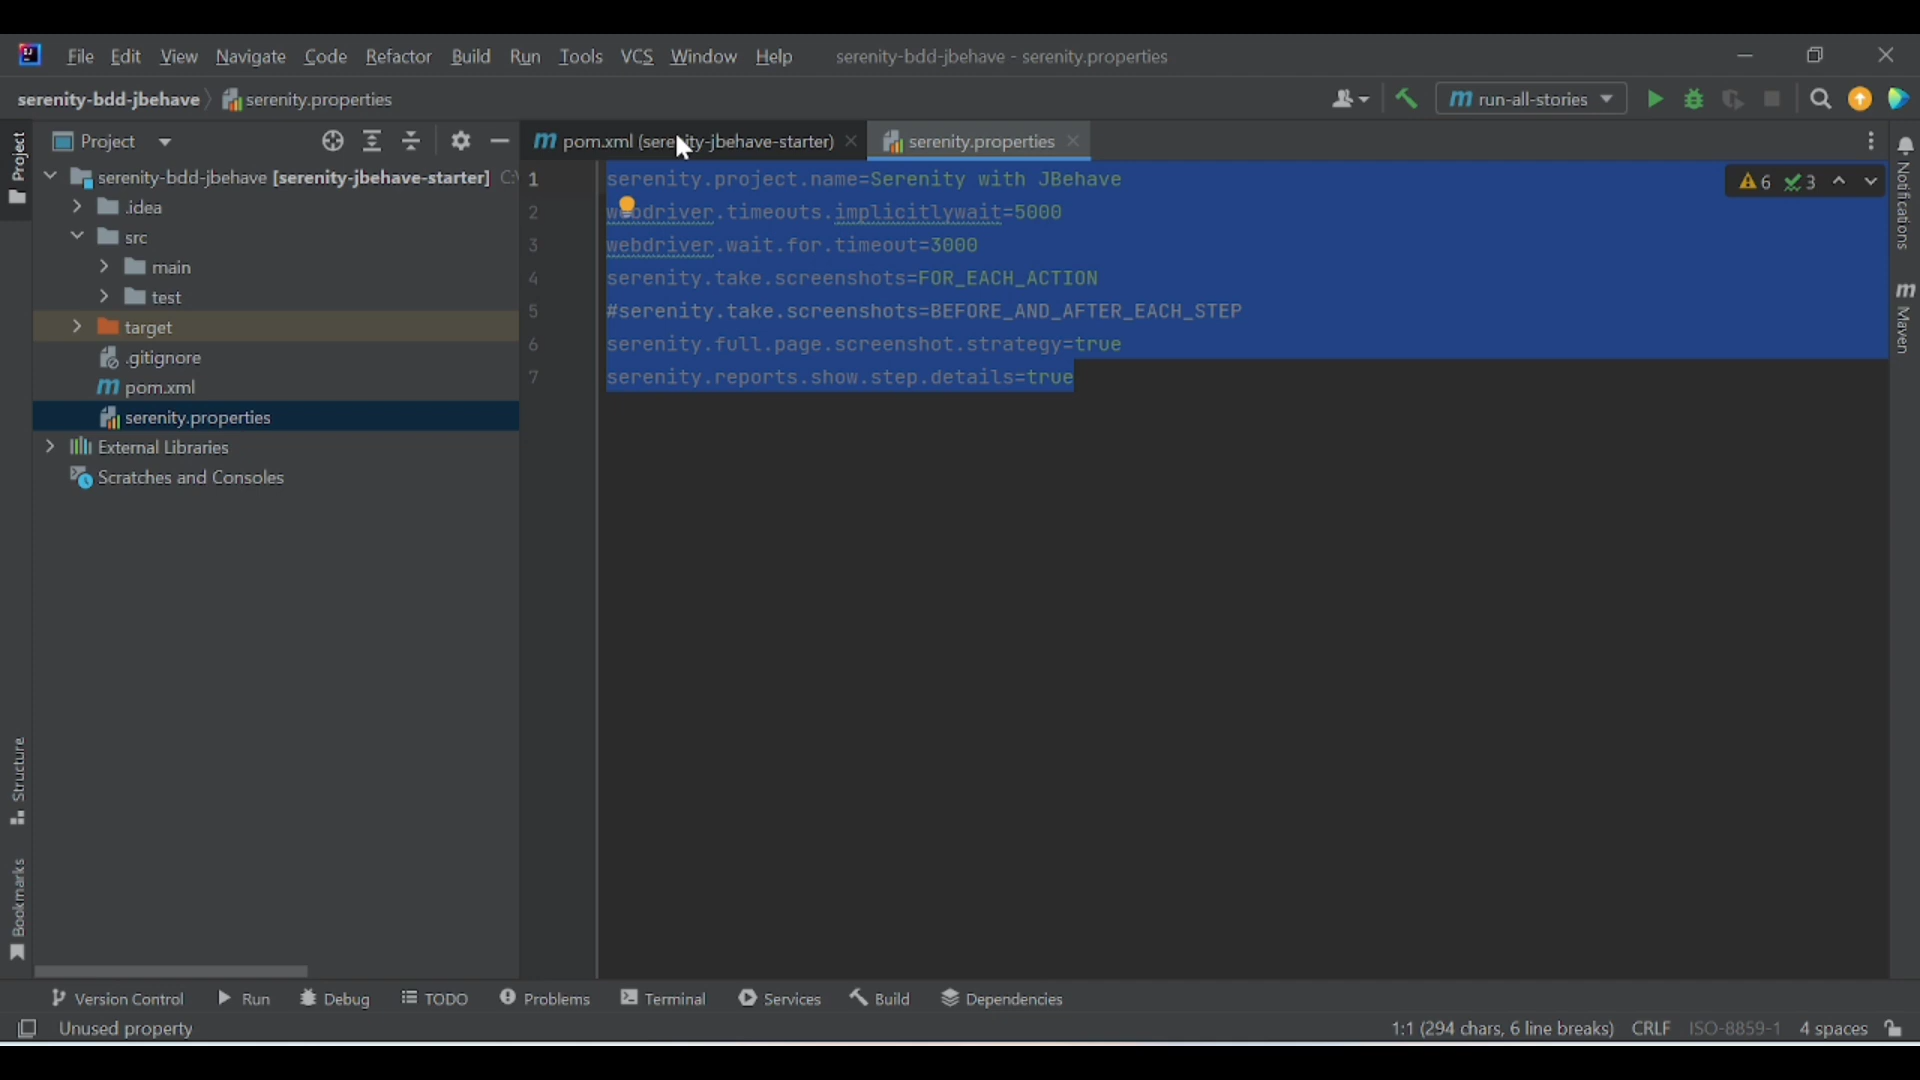 File Edit View Navigate Code Refactor Build Run Tools VCS Window Help serenity-bdd-jbehave - serenity.properties
serenity-bdd-jbehave serenity.properties run-all-stories
Project
Project
pom.xml (serenity-jbehave-starter)
serenity.properties
serenity-bdd-jbehave [serenity-jbehave-starter] C:\
.idea
src
main
test
target
.gitignore
pom.xml
serenity.properties
External Libraries
Scratches and Consoles
1 serenity.project.name=Serenity with JBehave
2 webdriver.timeouts.implicitlywait=5000
3 webdriver.wait.for.timeout=3000
4 serenity.take.screenshots=FOR_EACH_ACTION
5 #serenity.take.screenshots=BEFORE_AND_AFTER_EACH_STEP
6 serenity.full.page.screenshot.strategy=true
7 serenity.reports.show.step.details=true
6 3
Notifications
Maven
Structure
Bookmarks
Version Control Run Debug TODO Problems Terminal Services Build Dependencies
Unused property 1:1 (294 chars, 6 line breaks) CRLF ISO-8859-1 4 spaces